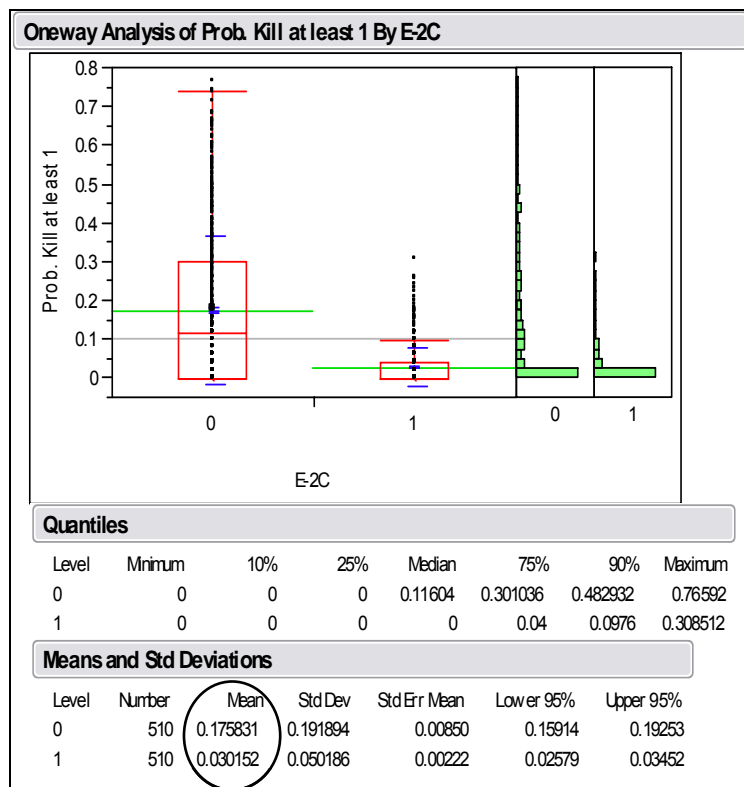 Oneway Analysis of Prob. Kill at least 1 By E-2C
Prob. Kill at least 1
0.8
0.7
0.6
0.5
0.4
0.3
0.2
0.1
0
0 1 0 1
E-2C
Quantiles
Level Minimum 10% 25% Median 75% 90% Maximum
0 0 0 0 0.11604 0.301036 0.482932 0.76592
1 0 0 0 0 0.04 0.0976 0.308512
Means and Std Deviations
Level Number Mean Std Dev Std Err Mean Lower 95% Upper 95%
0 510 0.175831 0.191894 0.00850 0.15914 0.19253
1 510 0.030152 0.050186 0.00222 0.02579 0.03452